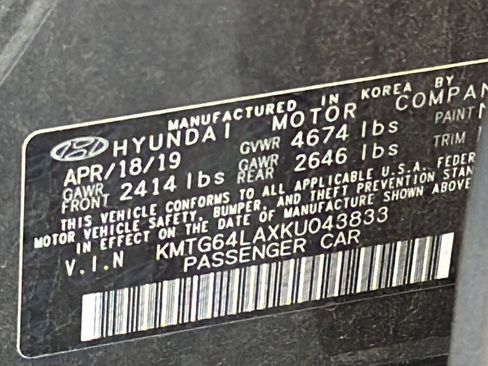 MANUFACTURED IN KOREA BY
HYUNDAI MOTOR COMPAN
APR/18/19 GVWR 4674 lbs PAINT
GAWR FRONT 2414 lbs GAWR REAR 2646 lbs TRIM
THIS VEHICLE CONFORMS TO ALL APPLICABLE U.S.A. FEDER
MOTOR VEHICLE SAFETY, BUMPER, AND THEFT PREVENTION STAN
IN EFFECT ON THE DATE OF MANUFACTURE SHOWN ABOVE
V.I.N KMTG64LAXKU043833
PASSENGER CAR